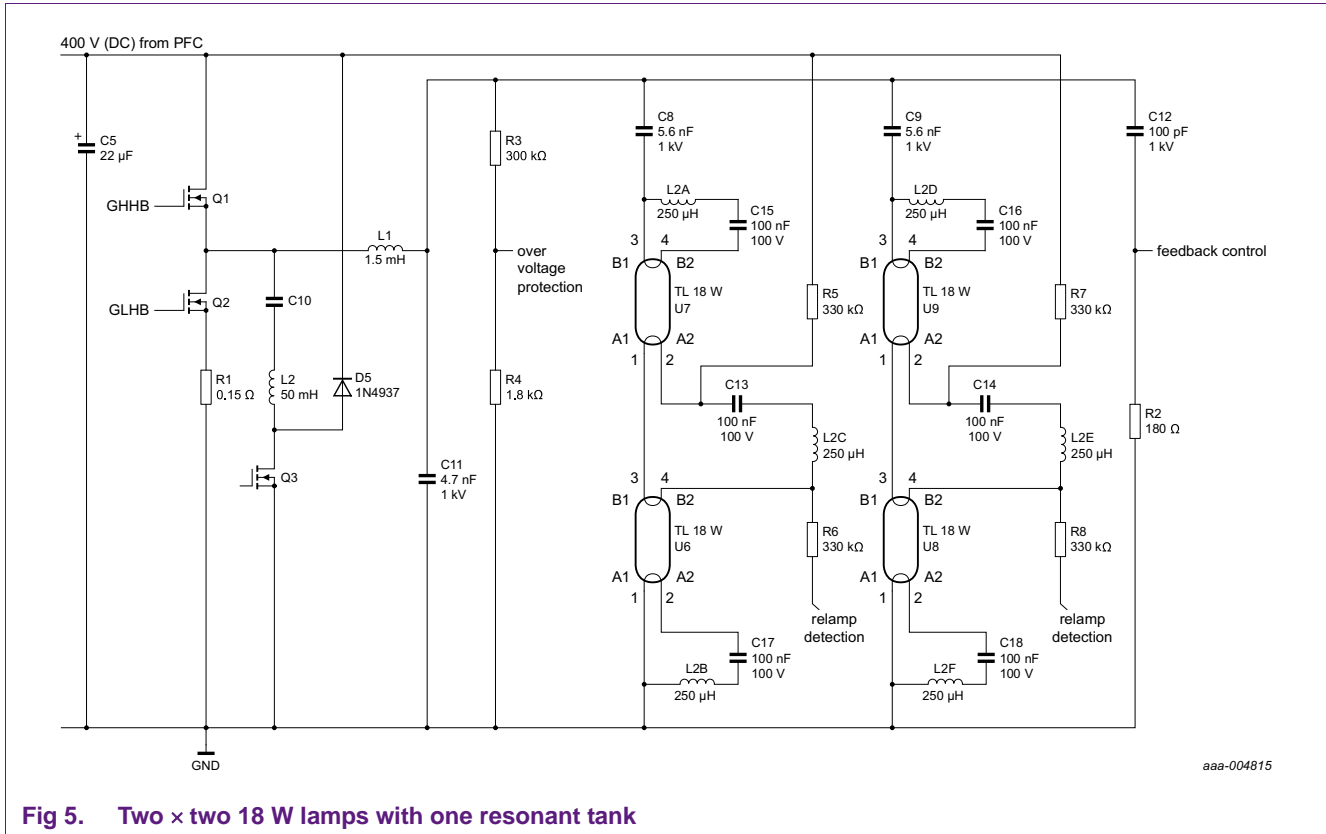 400 V (DC) from PFC
C5
22 µF
+
GHHB
Q1
GLHB
Q2
R1
0.15 Ω
C10
L2
50 mH
Q3
D5
1N4937
L1
1.5 mH
R3
300 kΩ
over
voltage
protection
R4
1.8 kΩ
C11
4.7 nF
1 kV
C8
5.6 nF
1 kV
L2A
250 µH
C15
100 nF
100 V
3 4
B1 B2
TL 18 W
U7
A1 A2
1 2
R5
330 kΩ
C13
100 nF
100 V
L2C
250 µH
3 4
B1 B2
TL 18 W
U6
A1 A2
1 2
R6
330 kΩ
relamp
detection
C17
100 nF
100 V
L2B
250 µH
C9
5.6 nF
1 kV
L2D
250 µH
C16
100 nF
100 V
3 4
B1 B2
TL 18 W
U9
A1 A2
1 2
R7
330 kΩ
C14
100 nF
100 V
L2E
250 µH
3 4
B1 B2
TL 18 W
U8
A1 A2
1 2
R8
330 kΩ
relamp
detection
C18
100 nF
100 V
L2F
250 µH
C12
100 pF
1 kV
feedback control
R2
180 Ω
GND
aaa-004815
Fig 5. Two × two 18 W lamps with one resonant tank